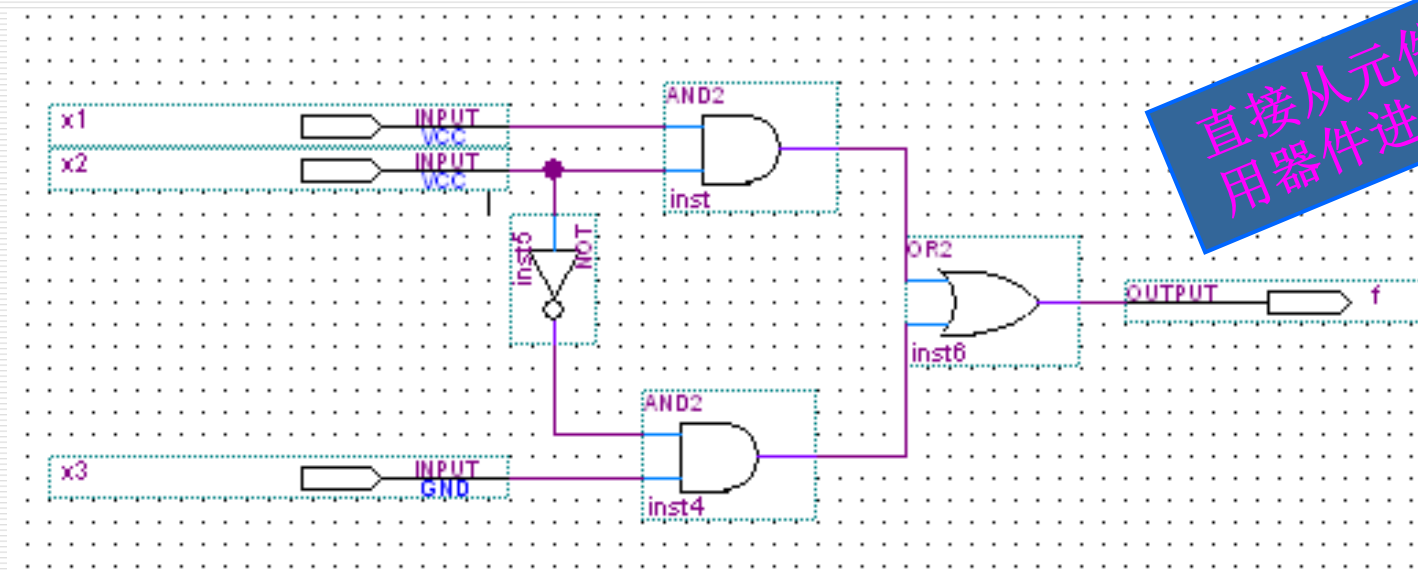 x1
INPUT
VCC
x2
INPUT
VCC
AND2
inst
inst5
NOT
OR2
inst6
OUTPUT
f
AND2
inst4
x3
INPUT
GND
直接从元件
用器件进